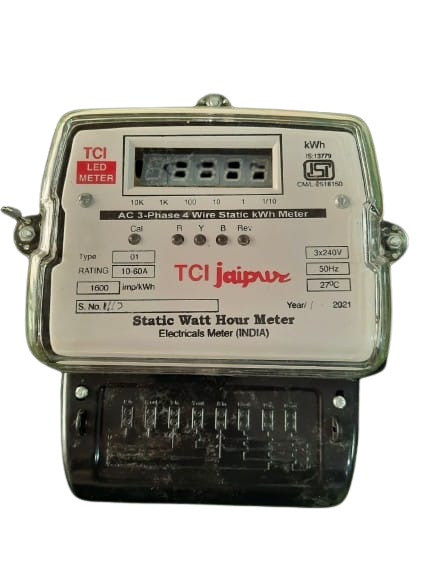 TCI
LED
METER
kWh
IS:13779
ISI
CM/L-2518150
10K 1K 100 10 1 1/10
AC 3-Phase 4 Wire Static kWh Meter
Cal R Y B Rev
Type 01
RATING 10-60A
1600 imp/kWh
TCI jaipur
3x240V
50Hz
27°C
S. No.
Year/ 2021
Static Watt Hour Meter
Electricals Meter (INDIA)